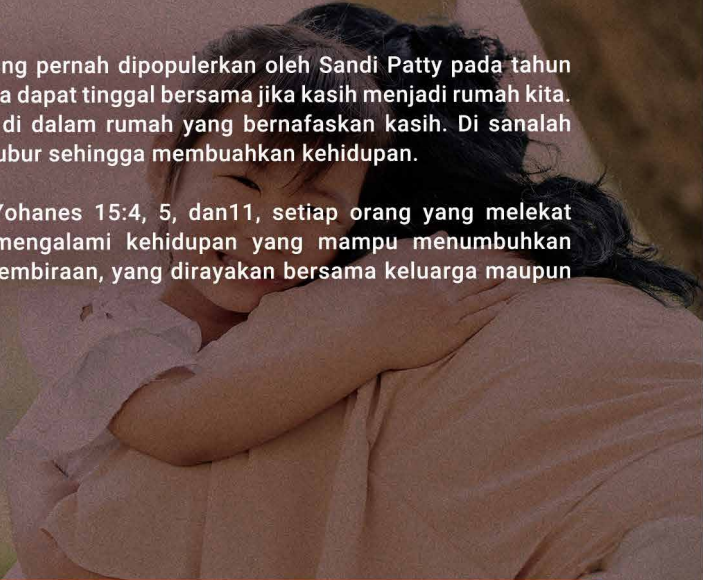 ng pernah dipopulerkan oleh Sandi Patty pada tahun
a dapat tinggal bersama jika kasih menjadi rumah kita.
di dalam rumah yang bernafaskan kasih. Di sanalah
ubur sehingga membuahkan kehidupan.
Yohanes 15:4, 5, dan11, setiap orang yang melekat
mengalami kehidupan yang mampu menumbuhkan
embiraan, yang dirayakan bersama keluarga maupun